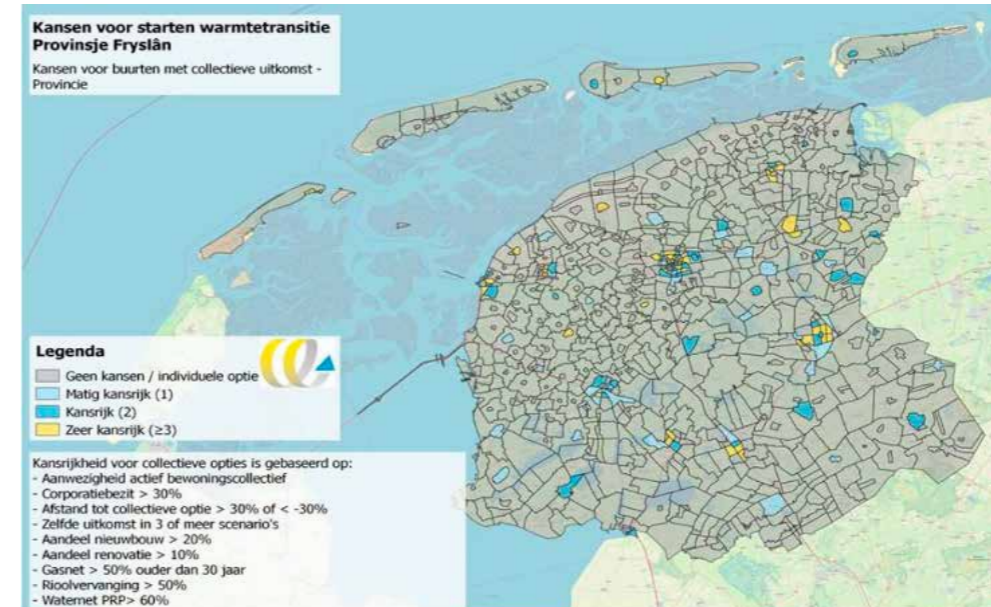 Kansen voor starten warmtetransitie
Provinsje Fryslân
Kansen voor buurten met collectieve uitkomst -
Provincie
Legenda
Geen kansen / individuele optie
Matig kansrijk (1)
Kansrijk (2)
Zeer kansrijk (≥3)
Kansrijkheid voor collectieve opties is gebaseerd op:
- Aanwezigheid actief bewoningscollectief
- Corporatiebezit > 30%
- Afstand tot collectieve optie > 30% of < -30%
- Zelfde uitkomst in 3 of meer scenario's
- Aandeel nieuwbouw > 20%
- Aandeel renovatie > 10%
- Gasnet > 50% ouder dan 30 jaar
- Rioolvervanging > 50%
- Waternet PRP> 60%